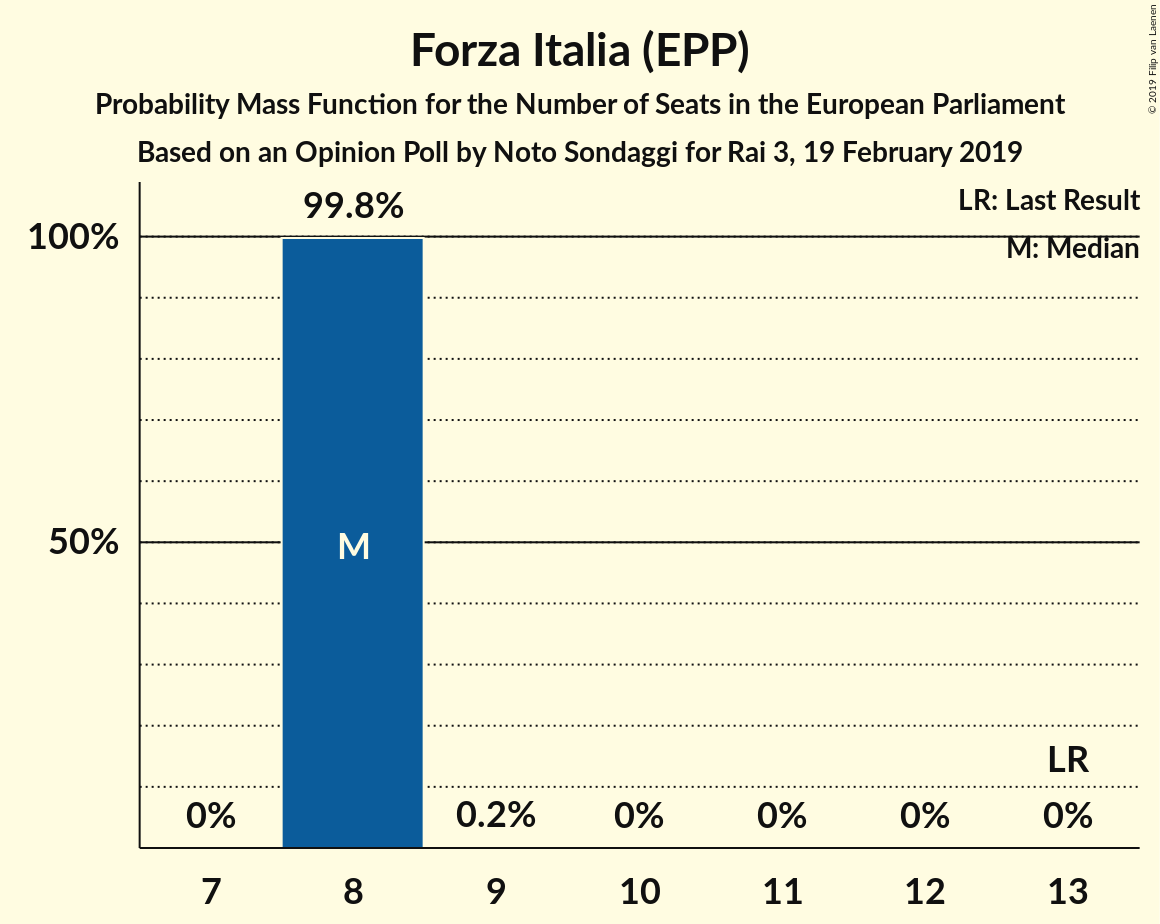 Forza Italia (EPP)
Probability Mass Function for the Number of Seats in the European Parliament
Based on an Opinion Poll by Noto Sondaggi for Rai 3, 19 February 2019
© 2019 Filip van Laenen
LR: Last Result
M: Median
99.8%
100%
50%
M
LR
0%
0.2%
0%
0%
0%
0%
7
8
9
10
11
12
13